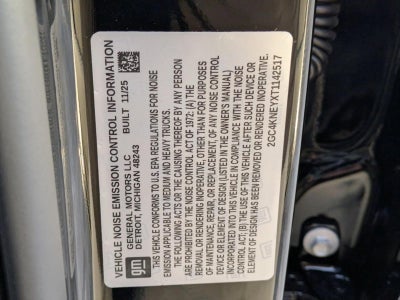 VEHICLE NOISE EMISSION CONTROL INFORMATION
gm
GENERAL MOTORS LLC
DETROIT, MICHIGAN 48243
BUILT 11/25
THIS VEHICLE CONFORMS TO U.S. EPA REGULATIONS FOR NOISE
EMISSION APPLICABLE TO MEDIUM AND HEAVY TRUCKS.
THE FOLLOWING ACTS OR THE CAUSING THEREOF BY ANY PERSON
ARE PROHIBITED BY THE NOISE CONTROL ACT OF 1972: (A) THE
REMOVAL OR RENDERING INOPERATIVE, OTHER THAN FOR PURPOSES
OF MAINTENANCE, REPAIR, OR REPLACEMENT, OF ANY NOISE CONTROL
DEVICE OR ELEMENT OF DESIGN (LISTED IN THE OWNER'S MANUAL)
INCORPORATED INTO THIS VEHICLE IN COMPLIANCE WITH THE NOISE
CONTROL ACT; (B) THE USE OF THIS VEHICLE AFTER SUCH DEVICE OR
ELEMENT OF DESIGN HAS BEEN REMOVED OR RENDERED INOPERATIVE.
2GC4KNEYXT1142517